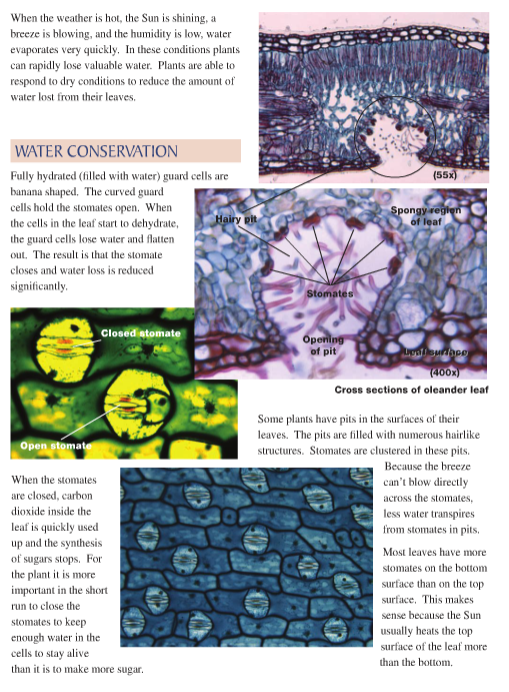 When the weather is hot, the Sun is shining, a
breeze is blowing, and the humidity is low, water
evaporates very quickly. In these conditions plants
can rapidly lose valuable water. Plants are able to
respond to dry conditions to reduce the amount of
water lost from their leaves.
(55x)
WATER CONSERVATION
Fully hydrated (filled with water) guard cells are
banana shaped. The curved guard
cells hold the stomates open. When
the cells in the leaf start to dehydrate,
the guard cells lose water and flatten
out. The result is that the stomate
closes and water loss is reduced
significantly.
Hairy pit
Spongy region
of leaf
Stomates
Opening
of pit
Leaf surface
(400x)
Cross sections of oleander leaf
Closed stomate
Open stomate
Some plants have pits in the surfaces of their
leaves. The pits are filled with numerous hairlike
structures. Stomates are clustered in these pits.
Because the breeze
can't blow directly
across the stomates,
less water transpires
from stomates in pits.
When the stomates
are closed, carbon
dioxide inside the
leaf is quickly used
up and the synthesis
of sugars stops. For
the plant it is more
important in the short
run to close the
stomates to keep
enough water in the
cells to stay alive
than it is to make more sugar.
Most leaves have more
stomates on the bottom
surface than on the top
surface. This makes
sense because the Sun
usually heats the top
surface of the leaf more
than the bottom.